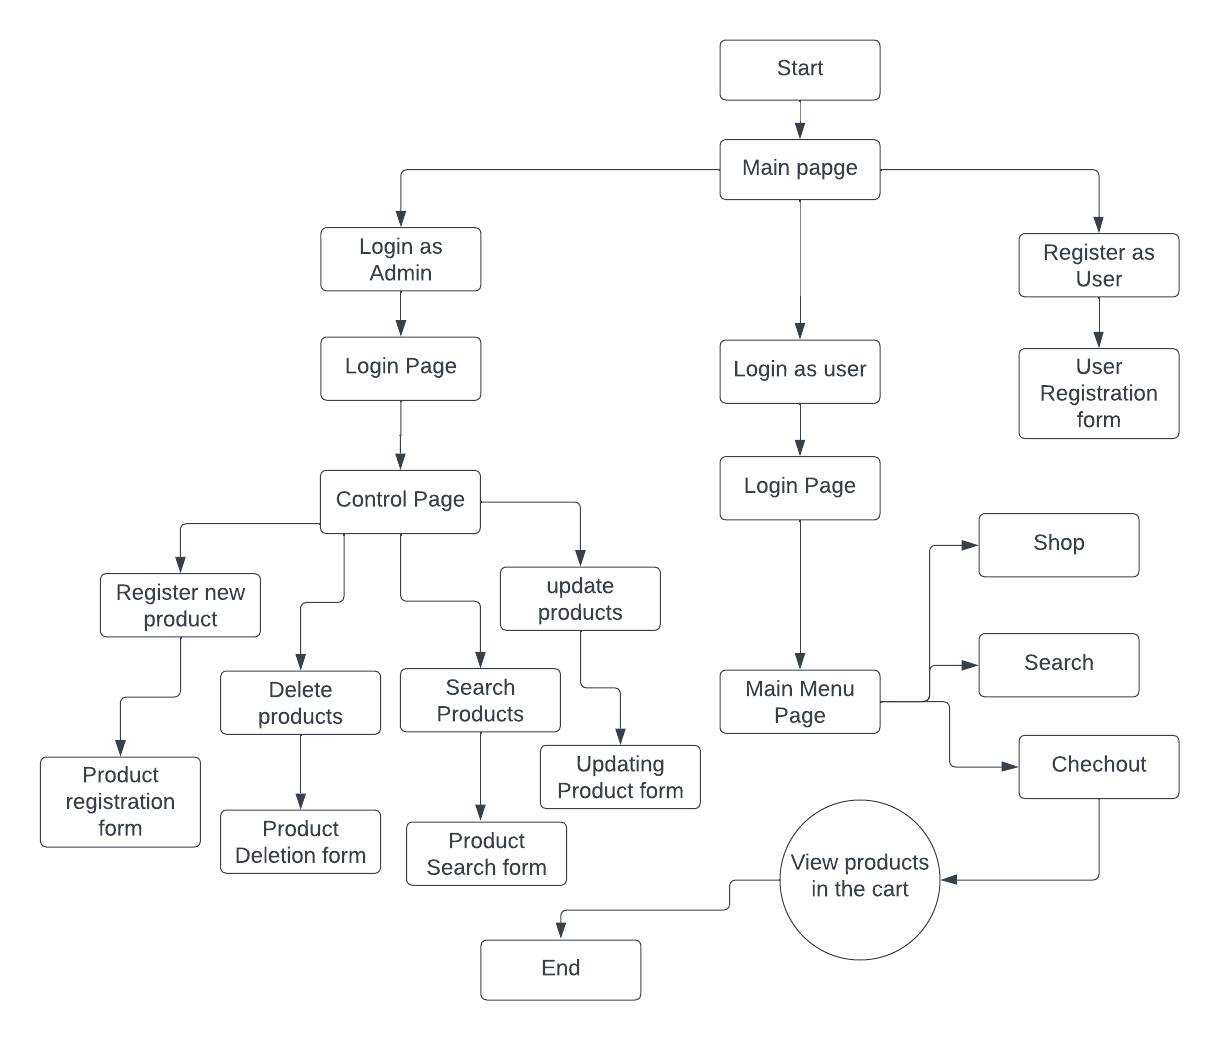 Start
Main papge
Login as
Admin
Register as
User
Login Page
Login as user
User
Registration
form
Control Page
Login Page
Shop
Register new
product
update
products
Search
Delete
products
Search
Products
Main Menu
Page
Product
registration
form
Updating
Product form
Chechout
Product
Deletion form
Product
Search form
View products
in the cart
End